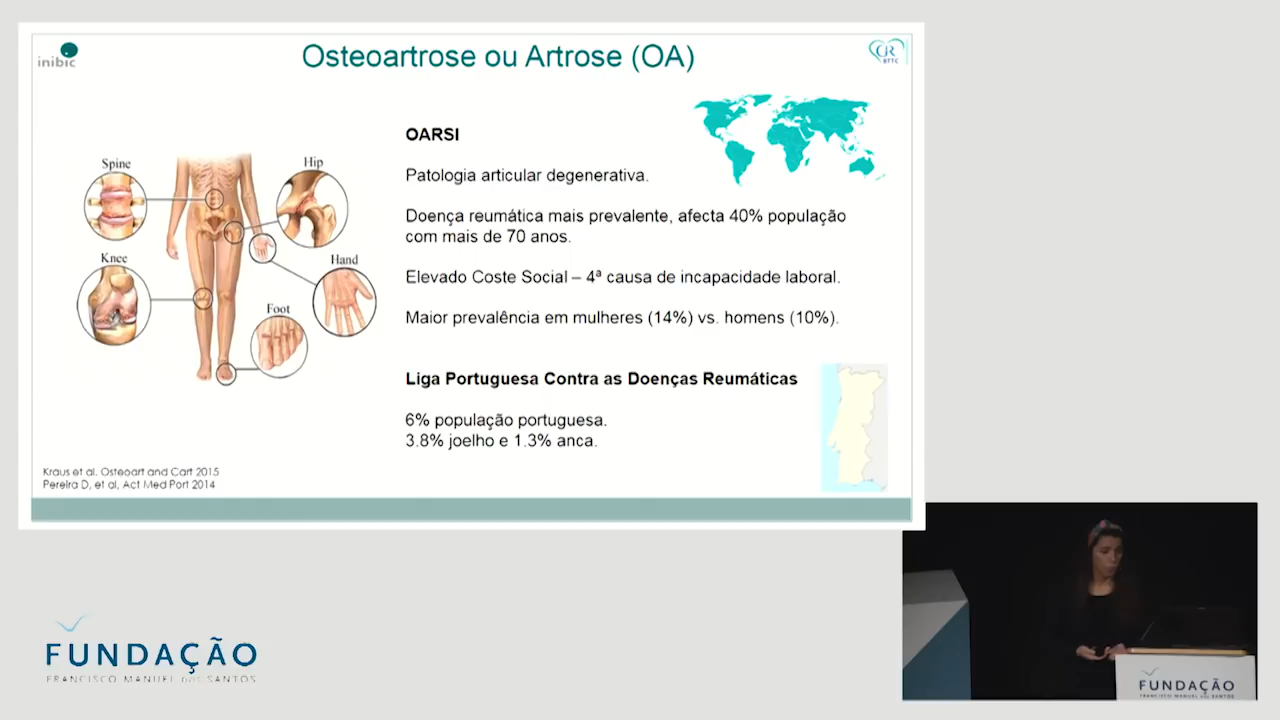 inibic
Osteoartrose ou Artrose (OA)
CR
BTTC
OARSI
Patologia articular degenerativa.
Doença reumática mais prevalente, afecta 40% população
com mais de 70 anos.
Elevado Coste Social – 4ª causa de incapacidade laboral.
Maior prevalência em mulheres (14%) vs. homens (10%).
Spine
Hip
Knee
Hand
Foot
Liga Portuguesa Contra as Doenças Reumáticas
6% população portuguesa.
3.8% joelho e 1.3% anca.
Kraus et al. Osteoart and Cart 2015
Pereira D, et al, Act Med Port 2014
FUNDAÇÃO
FRANCISCO MANUEL DOS SANTOS
FUNDAÇÃO
FRANCISCO MANUEL DOS SANTOS